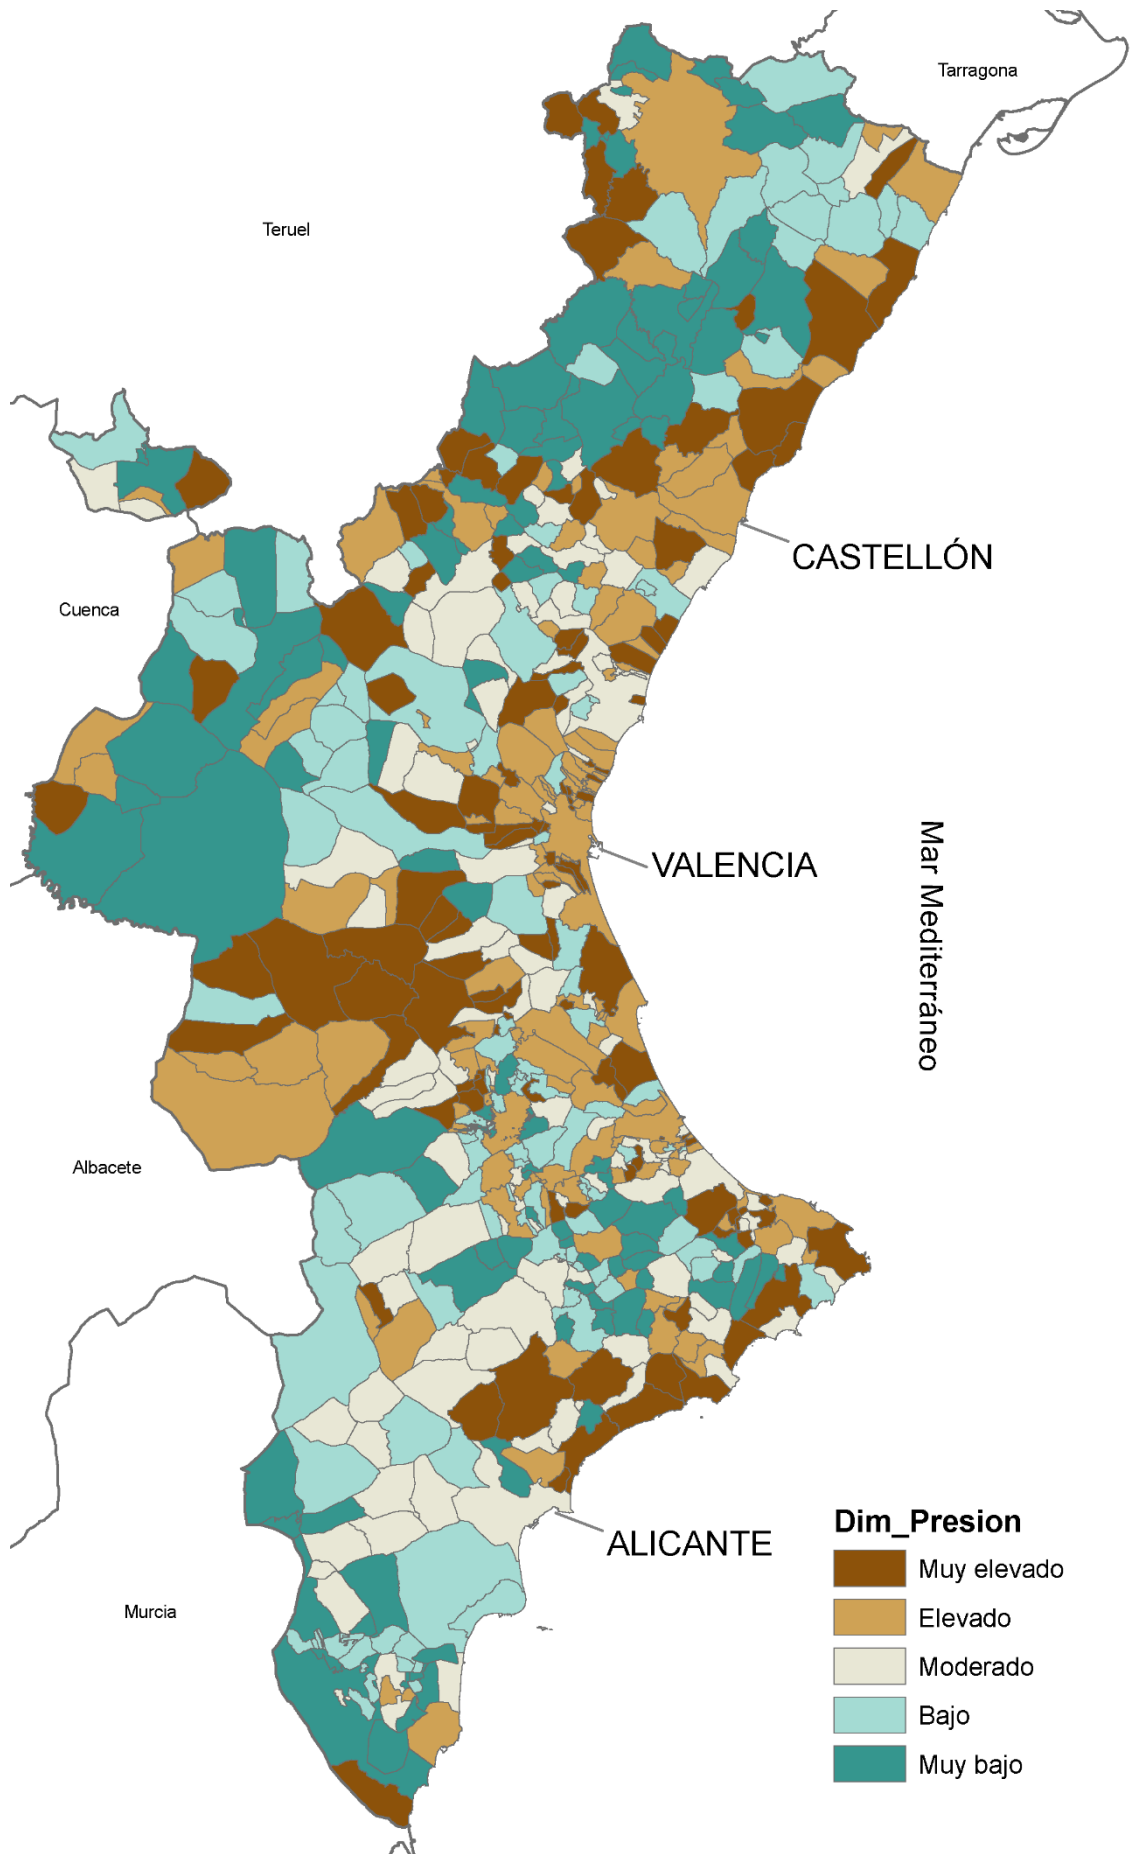 Tarragona
Teruel
CASTELLÓN
Cuenca
Mar Mediterráneo
VALENCIA
Albacete
ALICANTE
Murcia
Dim_Presion
Muy elevado
Elevado
Moderado
Bajo
Muy bajo